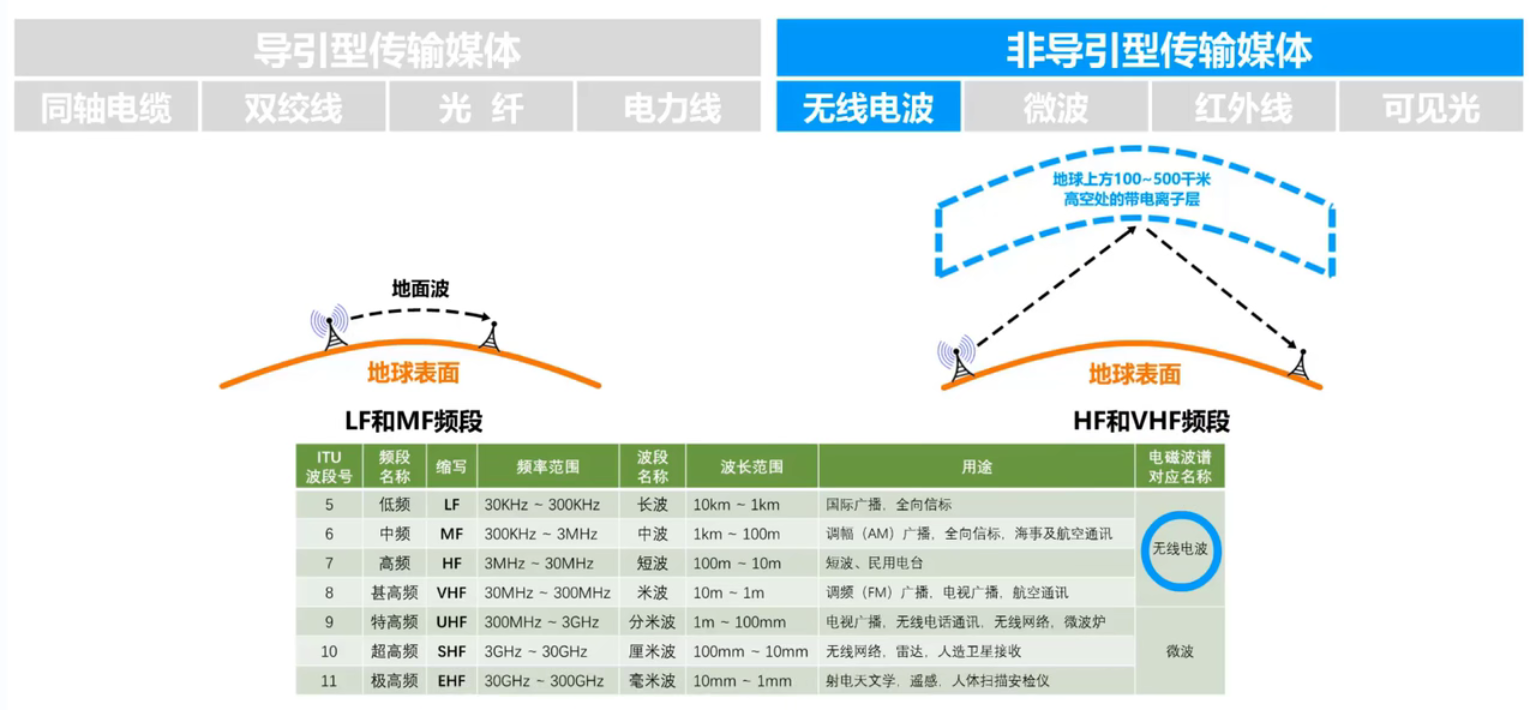 导引型传输媒体
非导引型传输媒体
同轴电缆 双绞线 光 纤 电力线
无线电波 微波 红外线 可见光
地球上方100~500千米
高空处的带电离子层
地面波
地球表面
地球表面
LF和MF频段
HF和VHF频段
ITU 波段号 频段名称 缩写 频率范围 波段名称 波长范围 用途 电磁波谱对应名称
5 低频 LF 30KHz ~ 300KHz 长波 10km ~ 1km 国际广播、全向信标
6 中频 MF 300KHz ~ 3MHz 中波 1km ~ 100m 调幅（AM）广播，全向信标，海事及航空通讯
无线电波
7 高频 HF 3MHz ~ 30MHz 短波 100m ~ 10m 短波、民用电台
8 甚高频 VHF 30MHz ~ 300MHz 米波 10m ~ 1m 调频（FM）广播，电视广播，航空通讯
9 特高频 UHF 300MHz ~ 3GHz 分米波 1m ~ 100mm 电视广播，无线电话通讯，无线网络，微波炉
10 超高频 SHF 3GHz ~ 30GHz 厘米波 100mm ~ 10mm 无线网络，雷达，人造卫星接收
微波
11 极高频 EHF 30GHz ~ 300GHz 毫米波 10mm ~ 1mm 射电天文学，遥感，人体扫描安检仪